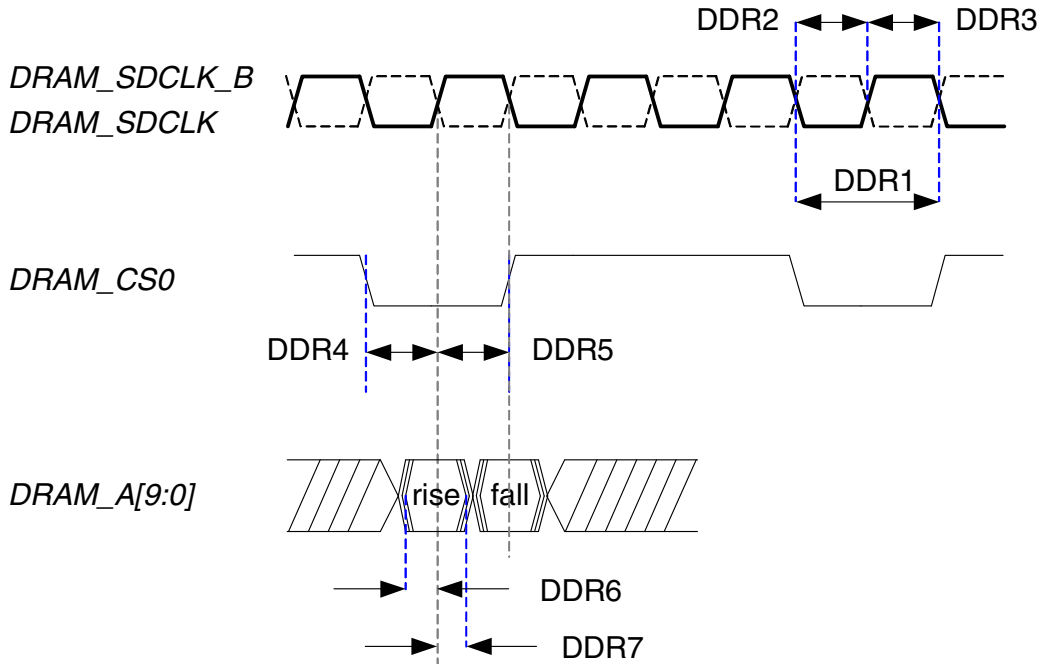 DDR2 DDR3
DRAM_SDCLK_B
DRAM_SDCLK
DDR1
DRAM_CS0
DDR4 DDR5
DRAM_A[9:0] rise fall
DDR6
DDR7